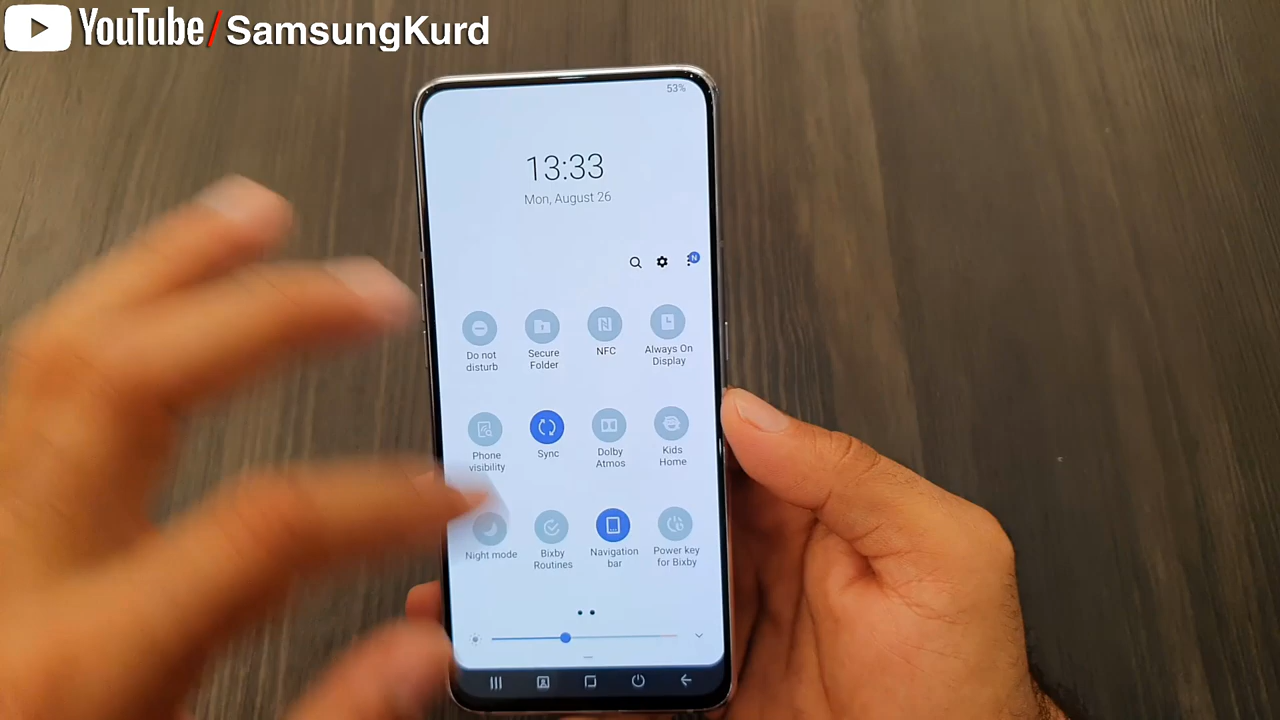 YouTube/SamsungKurd
53%
13:33
Mon, August 26
N
Do not
disturb
Secure
Folder
NFC
Always On
Display
Phone
visibility
Sync
Dolby
Atmos
Kids
Home
Night mode
Bixby
Routines
Navigation
bar
Power key
for Bixby